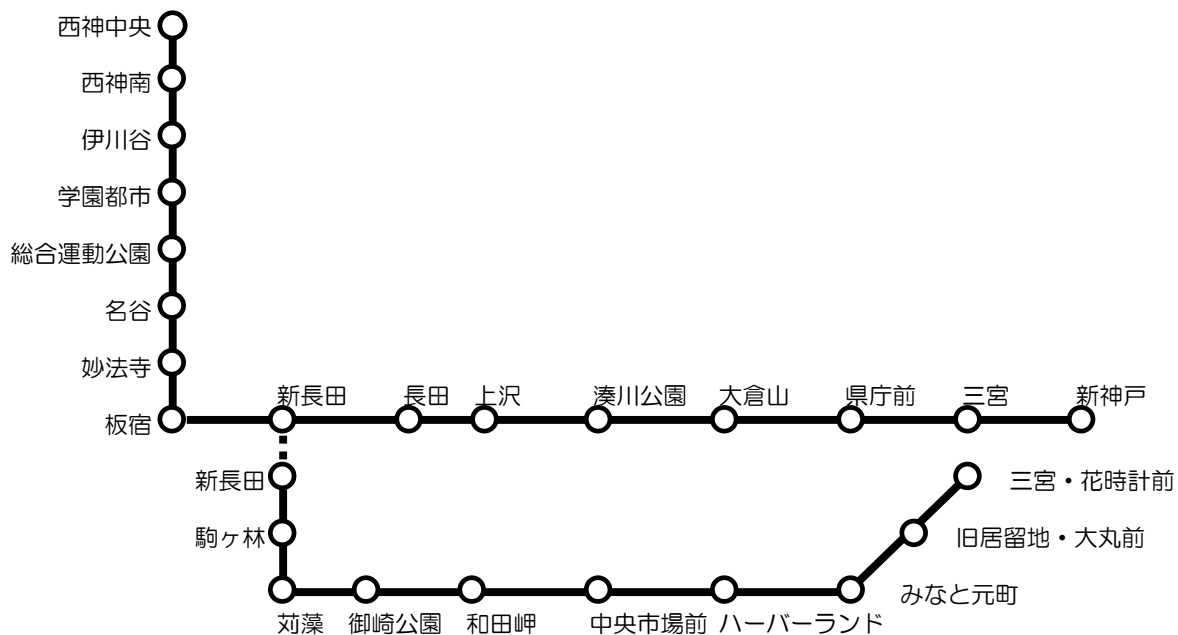 西神中央
西神南
伊川谷
学園都市
総合運動公園
名谷
妙法寺
板宿
新長田
長田
上沢
湊川公園
大倉山
県庁前
三宮
新神戸
新長田
駒ヶ林
苅藻
御崎公園
和田岬
中央市場前
ハーバーランド
みなと元町
旧居留地・大丸前
三宮・花時計前